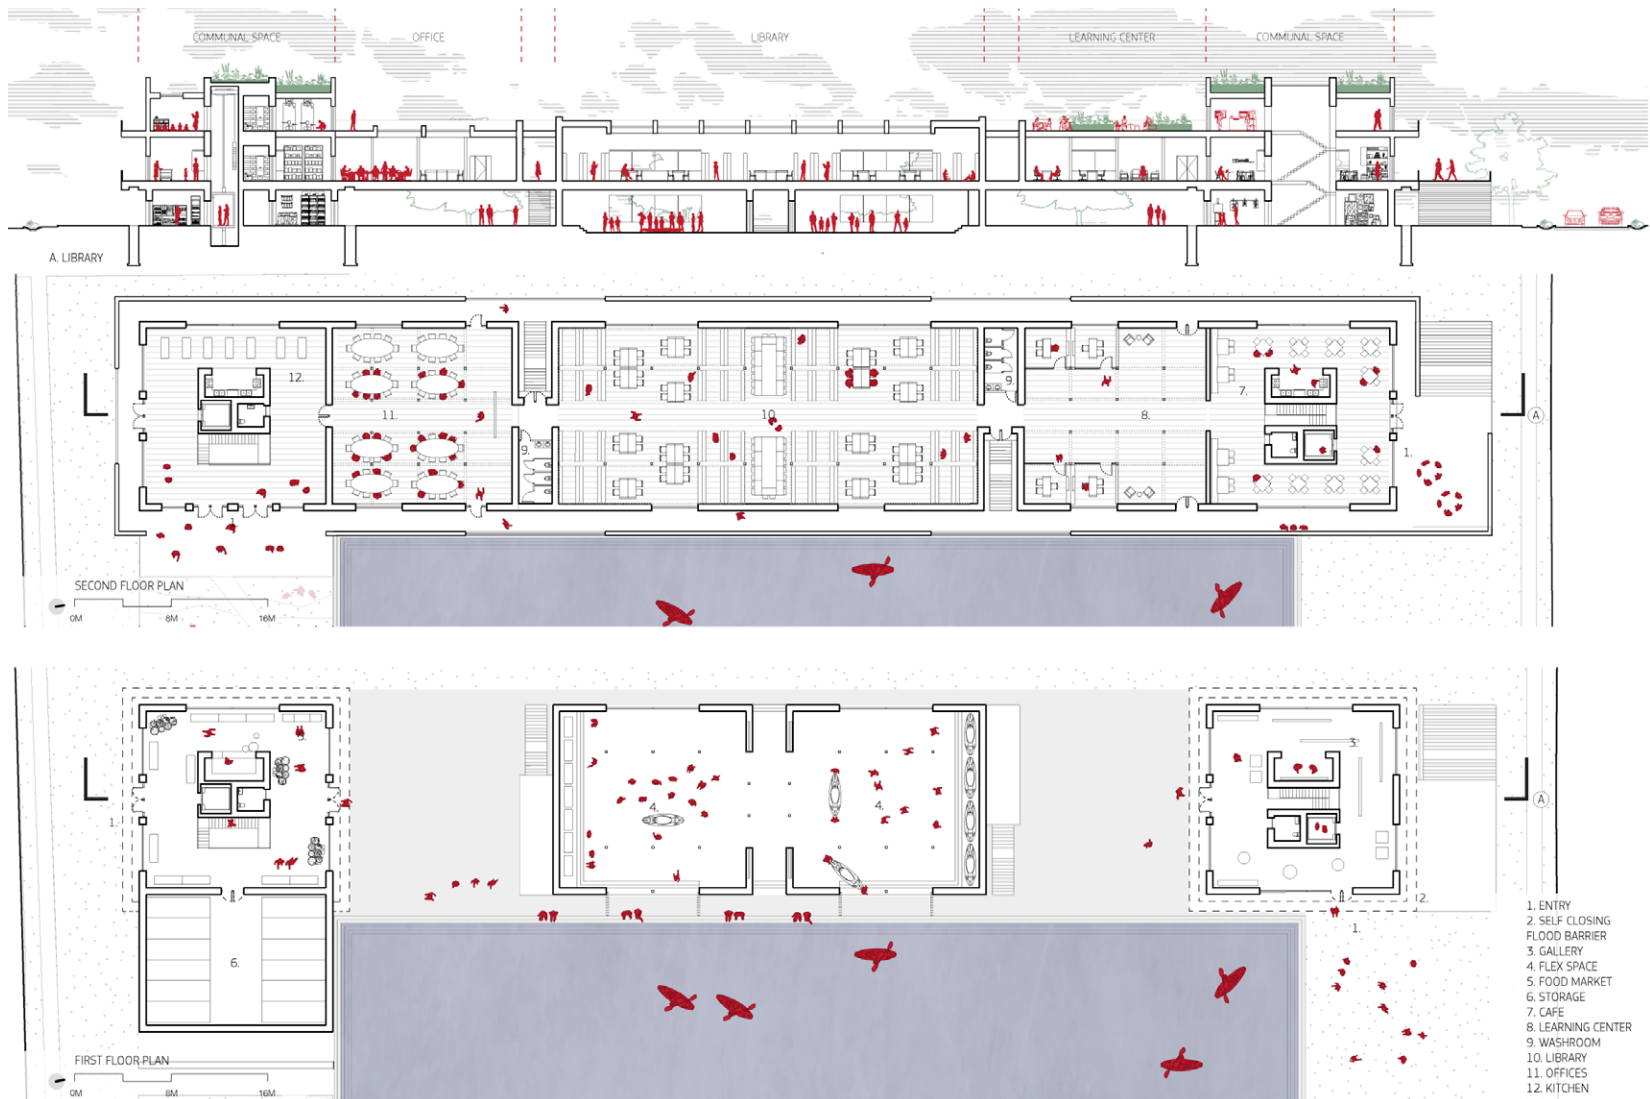 COMMUNAL SPACE
OFFICE
LIBRARY
LEARNING CENTER
COMMUNAL SPACE
A. LIBRARY
12.
11.
9.
10
9.
8.
7.
1.
1.
A
SECOND FLOOR PLAN
0M 8M 16M
1.
6.
4.
4.
3.
2.
1.
A
FIRST FLOOR PLAN
0M 8M 16M
1. ENTRY
2. SELF CLOSING
FLOOD BARRIER
3. GALLERY
4. FLEX SPACE
5. FOOD MARKET
6. STORAGE
7. CAFE
8. LEARNING CENTER
9. WASHROOM
10. LIBRARY
11. OFFICES
12. KITCHEN